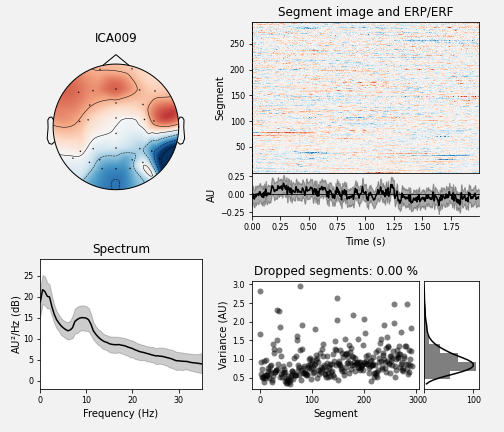 ICA009
Segment image and ERP/ERF
Segment
250
200
150
100
50
AU
0.25
0.00
−0.25
0.00 0.25 0.50 0.75 1.00 1.25 1.50 1.75
Time (s)
Spectrum
AU²/Hz (dB)
25
20
15
10
5
0
0 10 20 30
Frequency (Hz)
Dropped segments: 0.00 %
Variance (AU)
3.0
2.5
2.0
1.5
1.0
0.5
0 100 200 300
Segment
0 100